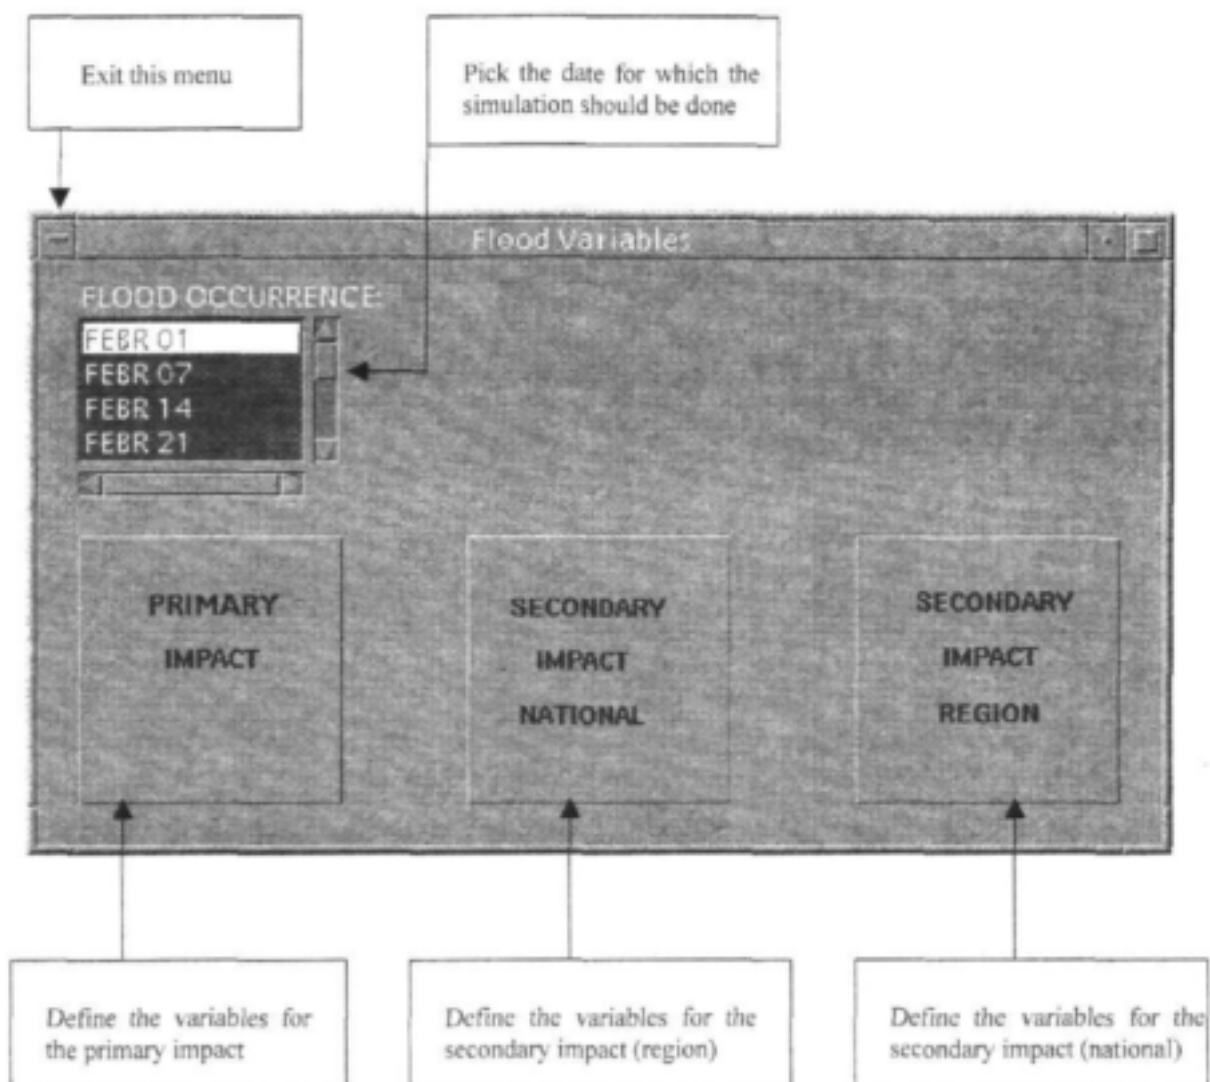 Exit this menu
Pick the date for which the
simulation should be done
Flood Variables
FLOOD OCCURRENCE:
FEBR 01
FEBR 07
FEBR 14
FEBR 21
PRIMARY
IMPACT
SECONDARY
IMPACT
NATIONAL
SECONDARY
IMPACT
REGION
Define the variables for
the primary impact
Define the variables for the
secondary impact (region)
Define the variables for the
secondary impact (national)